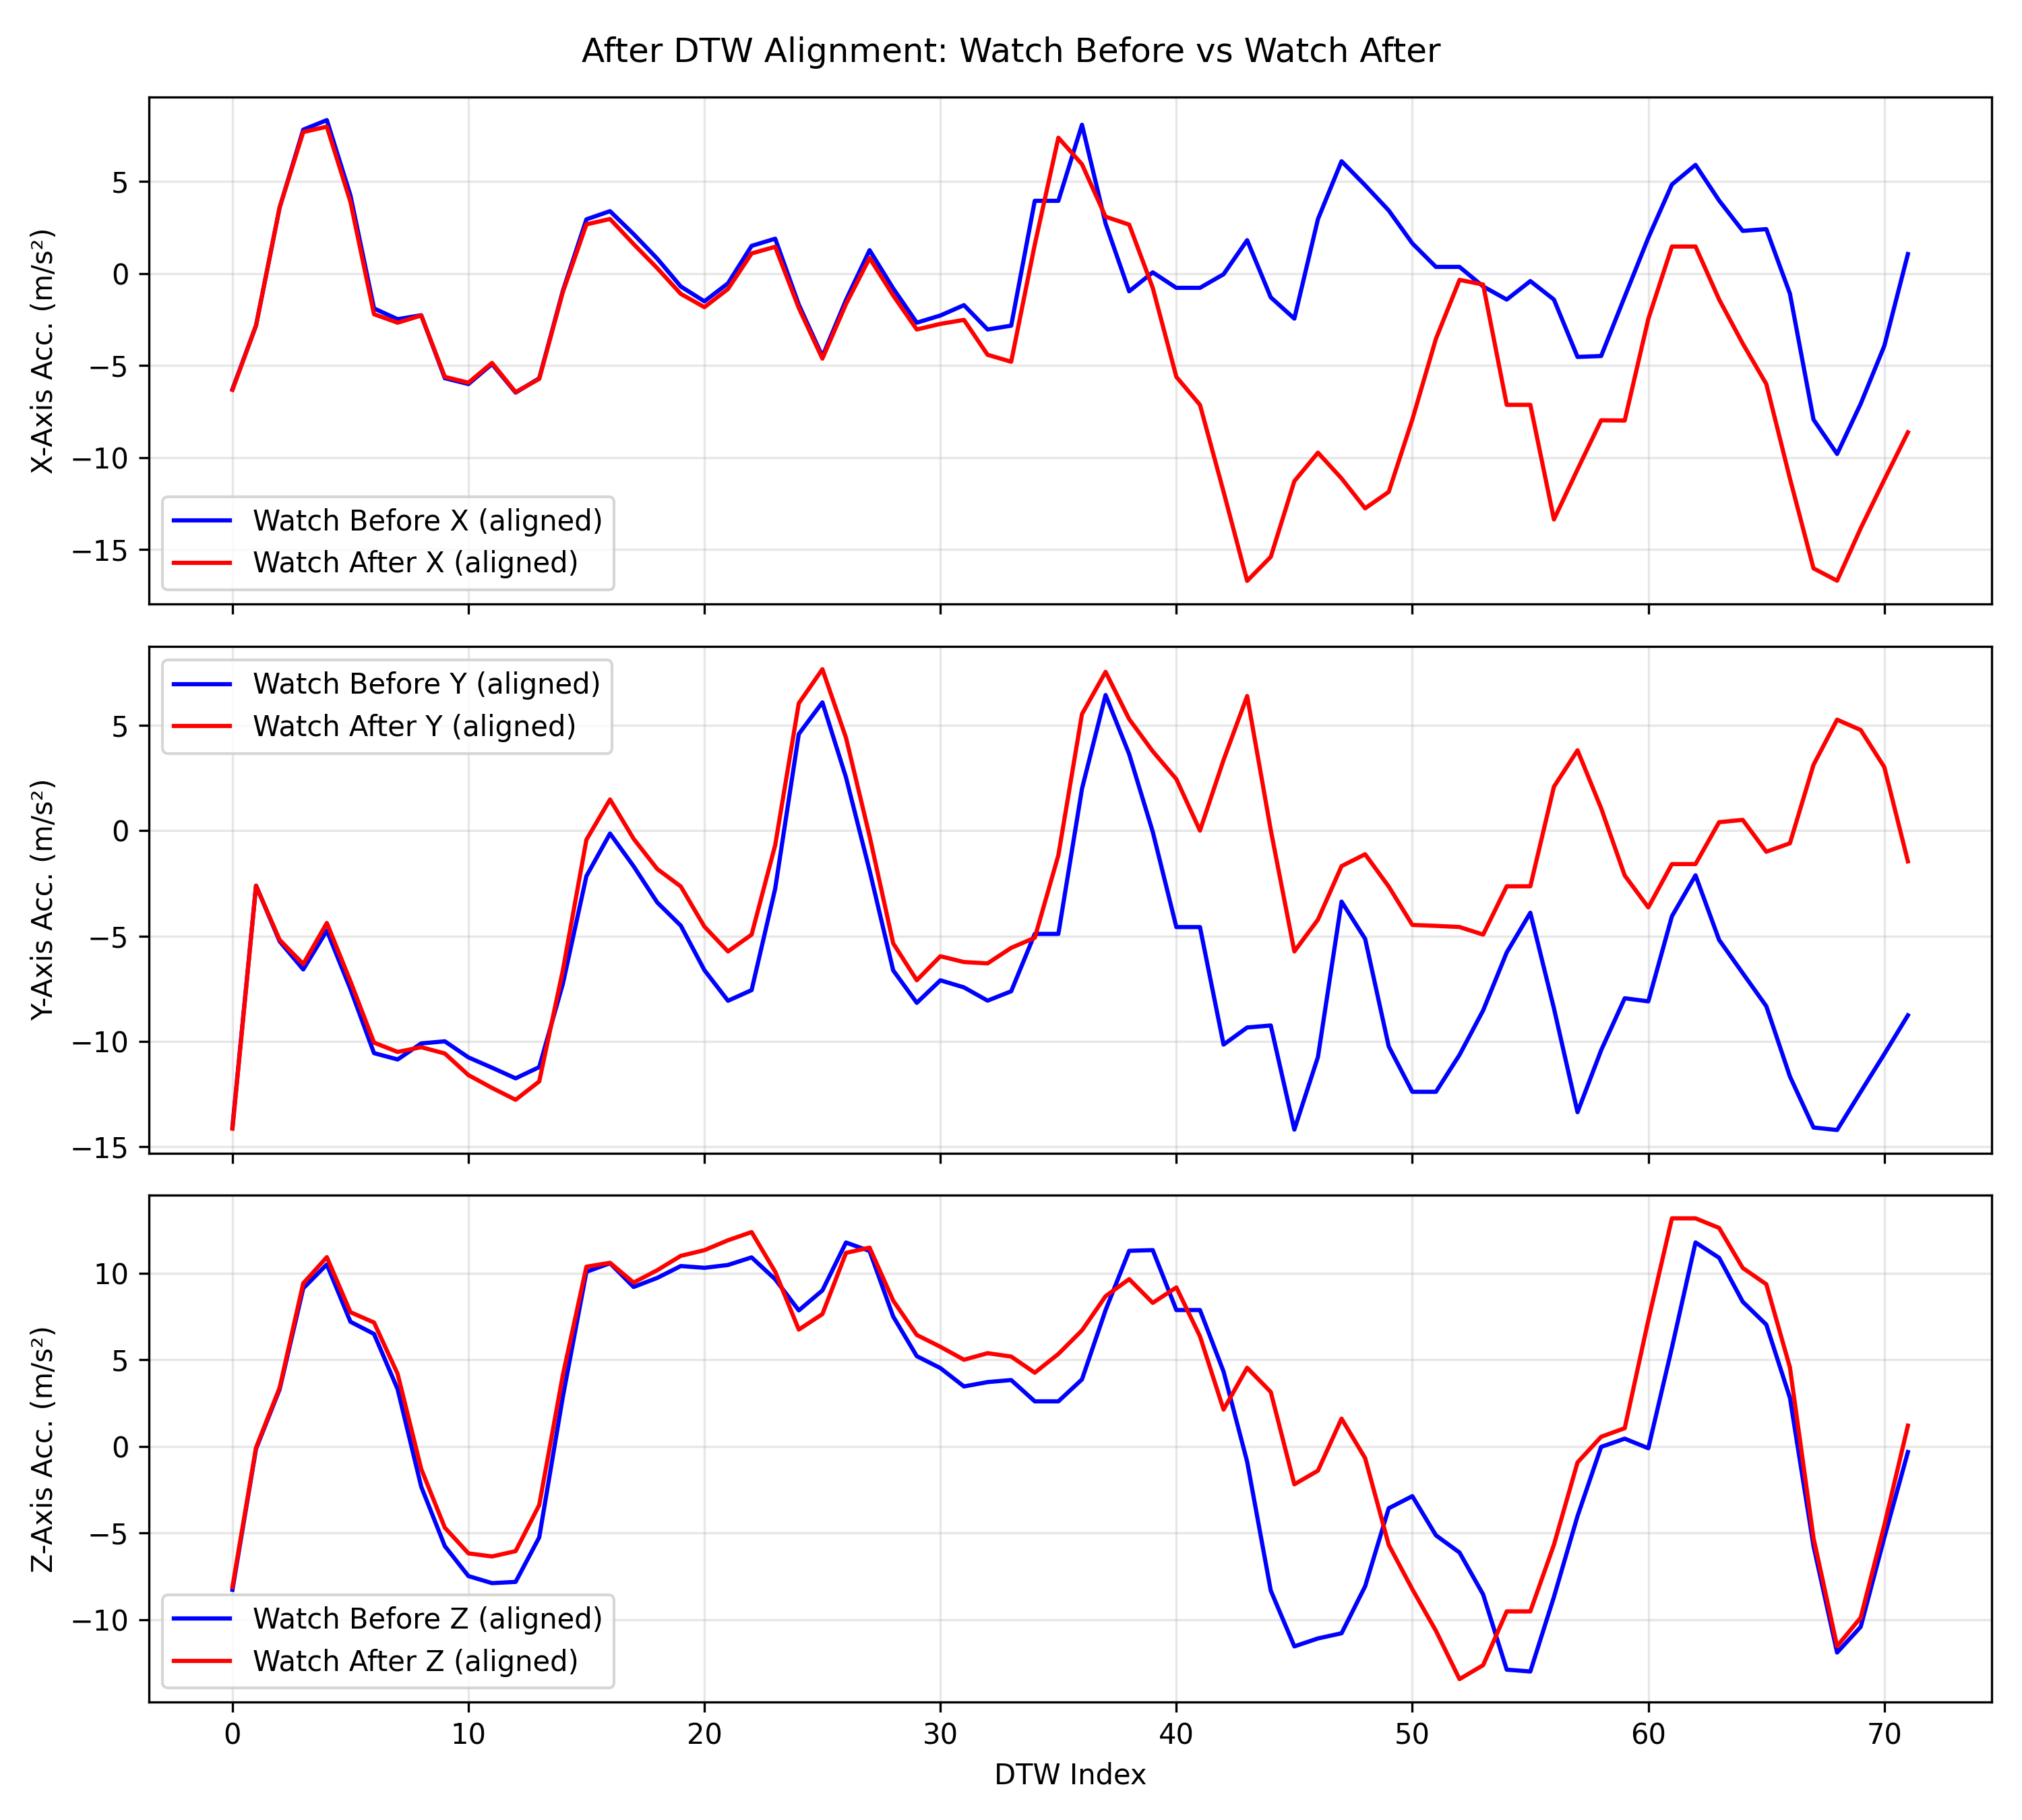 After DTW Alignment: Watch Before vs Watch After
X-Axis Acc. (m/s²)
5
0
−5
−10
−15
Watch Before X (aligned)
Watch After X (aligned)
Y-Axis Acc. (m/s²)
5
0
−5
−10
−15
Watch Before Y (aligned)
Watch After Y (aligned)
Z-Axis Acc. (m/s²)
10
5
0
−5
−10
Watch Before Z (aligned)
Watch After Z (aligned)
0 10 20 30 40 50 60 70
DTW Index